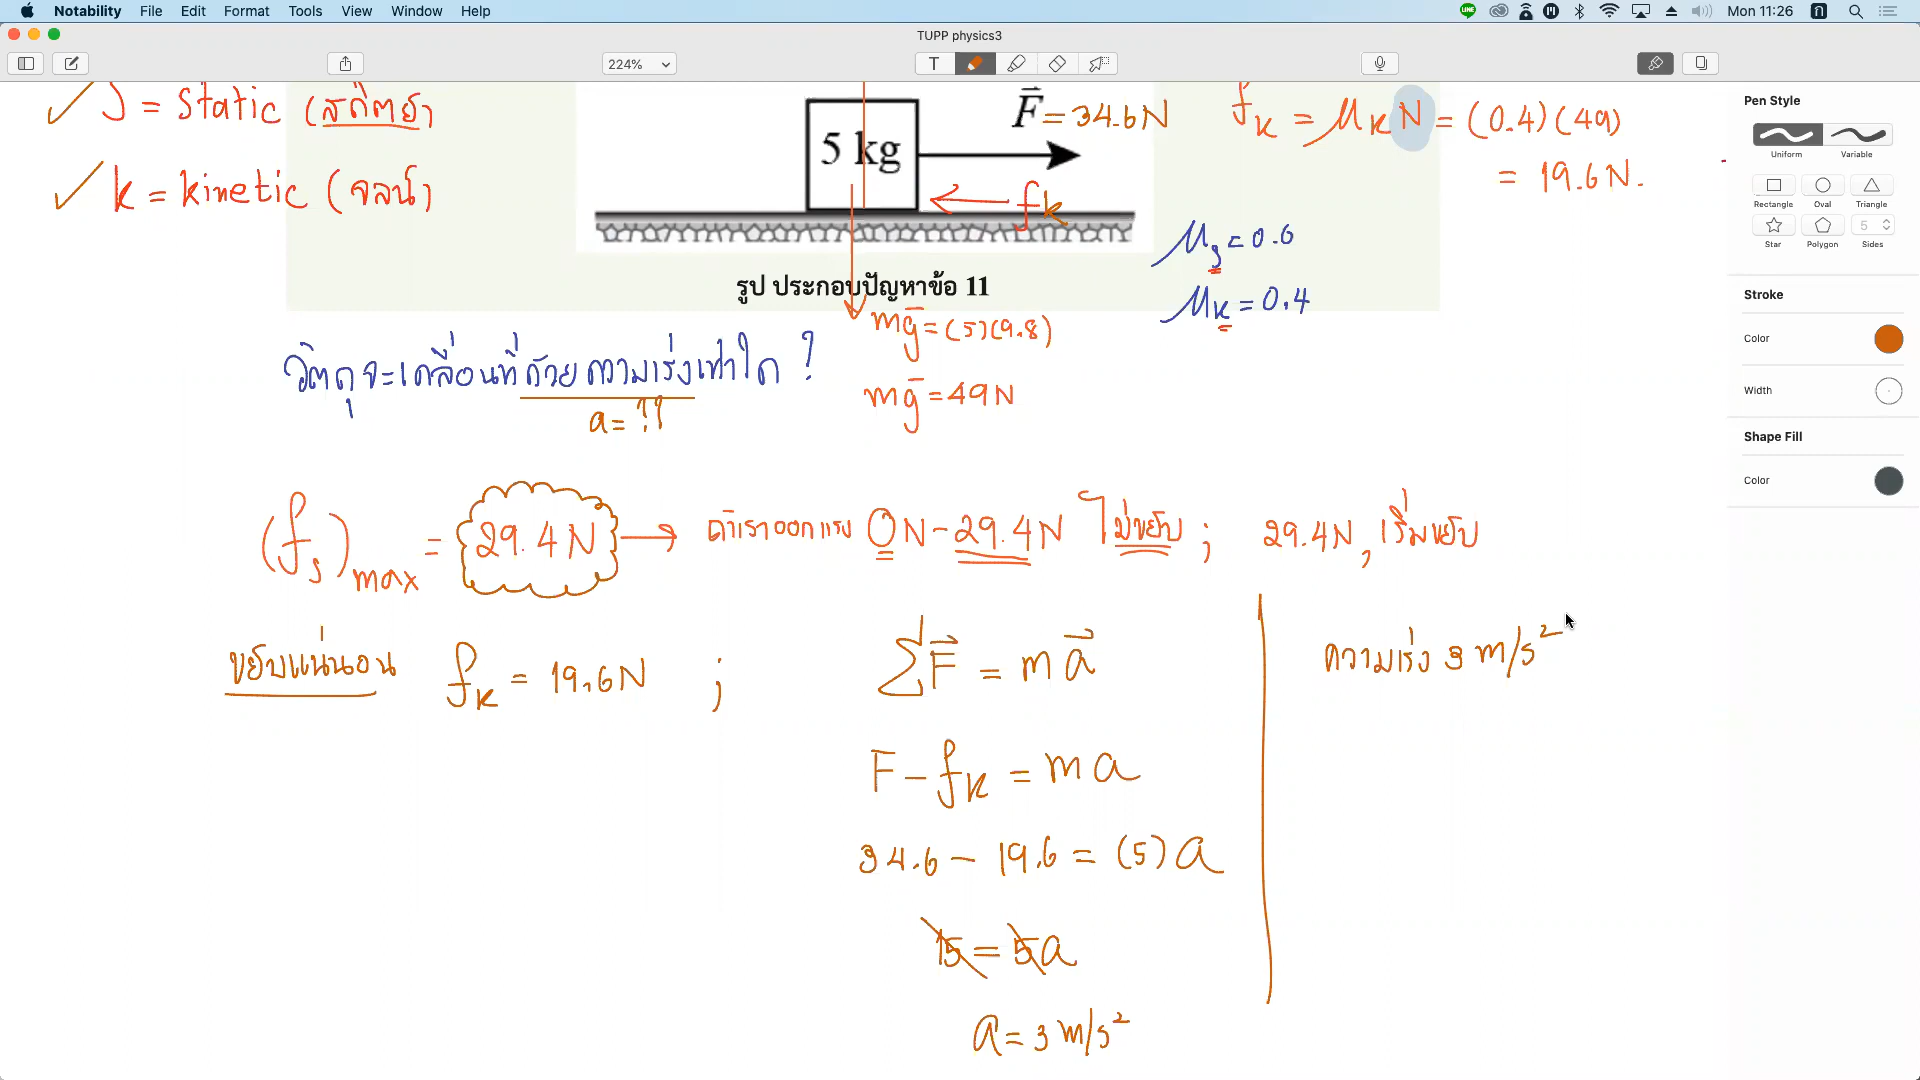 Notability File Edit Format Tools View Window Help Mon 11:26
TUPP physics3
224% T
s = static (สถิตย์)
k = kinetic (จลน์)
5 kg
F = 34.6N
fk
fk = μk N = (0.4)(49)
= 19.6N.
μs = 0.6
μk = 0.4
รูป ประกอบปัญหาข้อ 11
mg = (5)(9.8)
mg = 49N
วัตถุจะเคลื่อนที่ด้วยความเร่งเท่าใด ?
a = ??
(fs)max = 29.4N → ถ้าเราออกแรง 0N - 29.4N ไม่ขยับ ; 29.4N, เริ่มขยับ
ขยับแน่นอน fk = 19.6N ;
∑F = ma
F - fk = ma
34.6 - 19.6 = (5)a
15 = 5a
a = 3 m/s²
ความเร่ง 3 m/s²
Pen Style
Uniform Variable
Rectangle Oval Triangle
5
Star Polygon Sides
Stroke
Color
Width
Shape Fill
Color